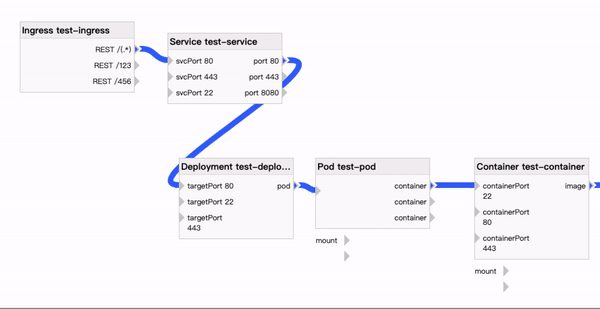 Ingress test-ingress
REST /(.*)
REST /123
REST /456
Service test-service
svcPort 80 port 80
svcPort 443 port 443
svcPort 22 port 8080
Deployment test-deplo...
targetPort 80 pod
targetPort 22
targetPort
443
Pod test-pod
container
container
container
mount
Container test-container
containerPort image
22
containerPort
80
containerPort
443
mount